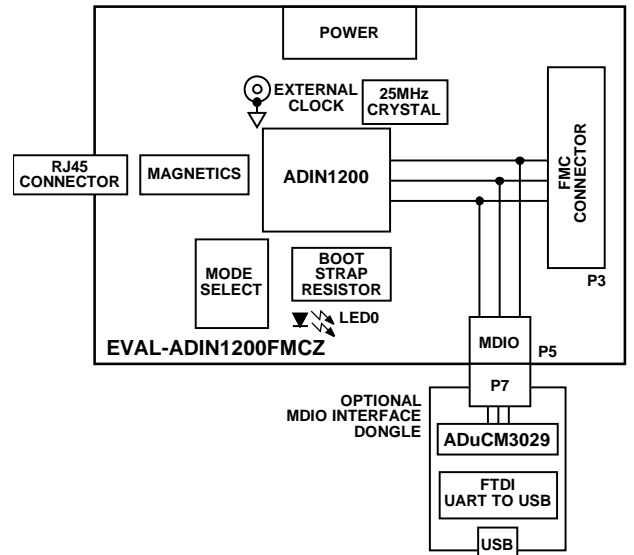 POWER
EXTERNAL
CLOCK
25MHz
CRYSTAL
RJ45
CONNECTOR
MAGNETICS
ADIN1200
FMC
CONNECTOR
P3
MODE
SELECT
BOOT
STRAP
RESISTOR
LED0
EVAL-ADIN1200FMCZ
MDIO
P5
P7
OPTIONAL
MDIO INTERFACE
DONGLE
ADuCM3029
FTDI
UART TO USB
USB